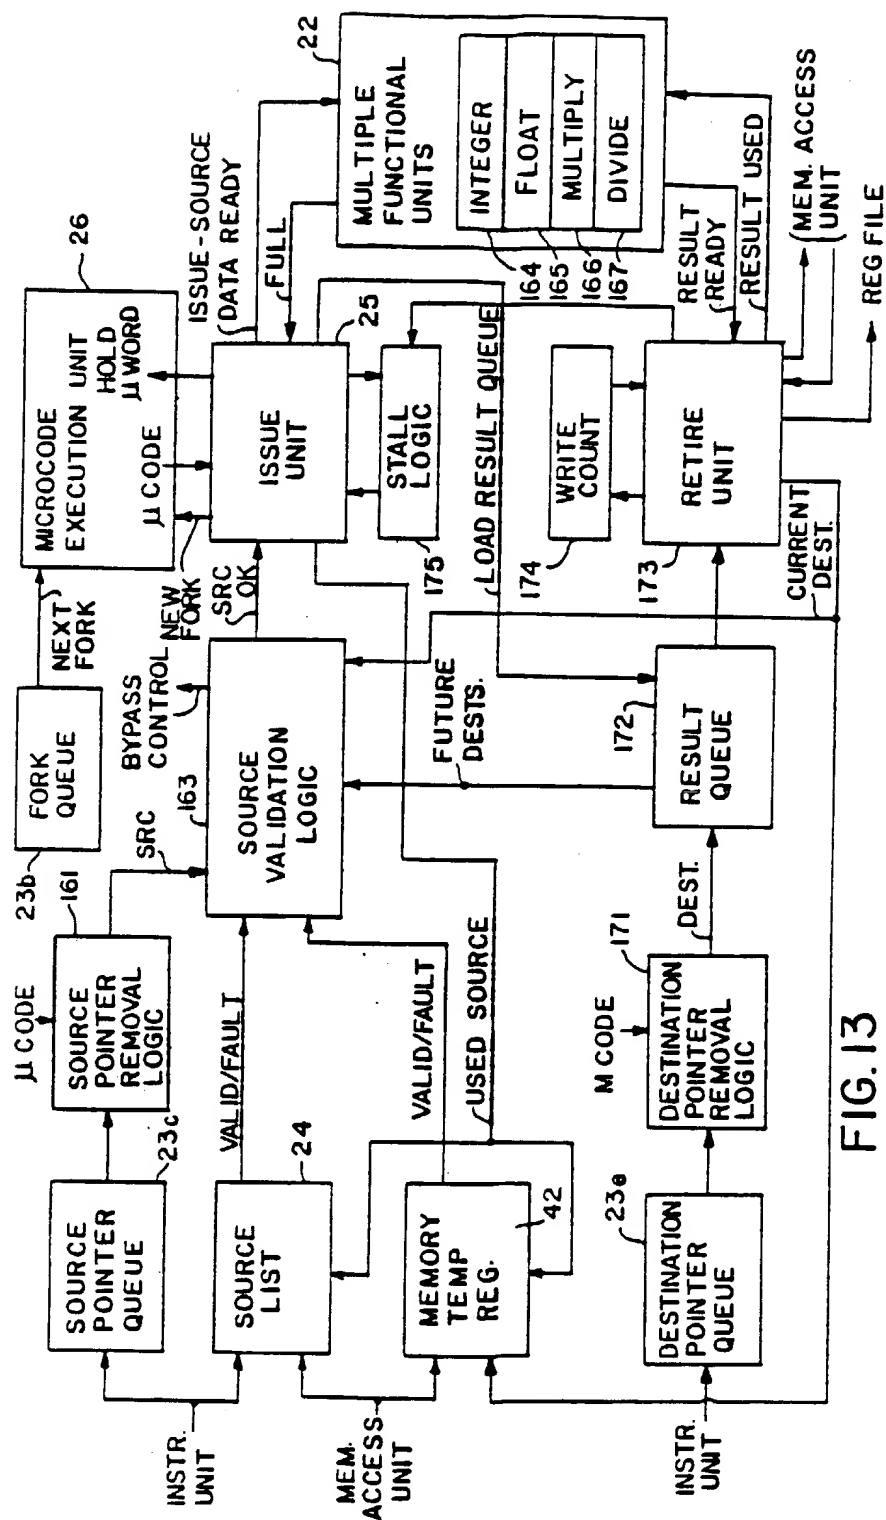 μ CODE
SOURCE
POINTER
QUEUE
23c
SOURCE
POINTER
REMOVAL
LOGIC
161
SRC
23b
FORK
QUEUE
NEXT
FORK
MICROCODE
EXECUTION UNIT
26
μ CODE
HOLD
μ WORD
NEW
FORK
BYPASS
CONTROL
INSTR.
UNIT
SOURCE
LIST
24
VALID/FAULT
163
SOURCE
VALIDATION
LOGIC
SRC
OK
ISSUE
UNIT
25
ISSUE-SOURCE
DATA READY
FULL
22
MULTIPLE
FUNCTIONAL
UNITS
INTEGER
FLOAT
MULTIPLY
DIVIDE
164
165
166
167
STALL
LOGIC
175
MEM.
ACCESS
UNIT
MEMORY
TEMP
REG.
42
VALID/FAULT
USED SOURCE
FUTURE
DESTS.
LOAD RESULT QUEUE
WRITE
COUNT
174
RESULT
READY
RESULT USED
INSTR.
UNIT
DESTINATION
POINTER
QUEUE
23e
M CODE
DESTINATION
POINTER
REMOVAL
LOGIC
171
DEST.
RESULT
QUEUE
172
RETIRE
UNIT
173
CURRENT
DEST.
MEM. ACCESS
UNIT
REG FILE
FIG. 13